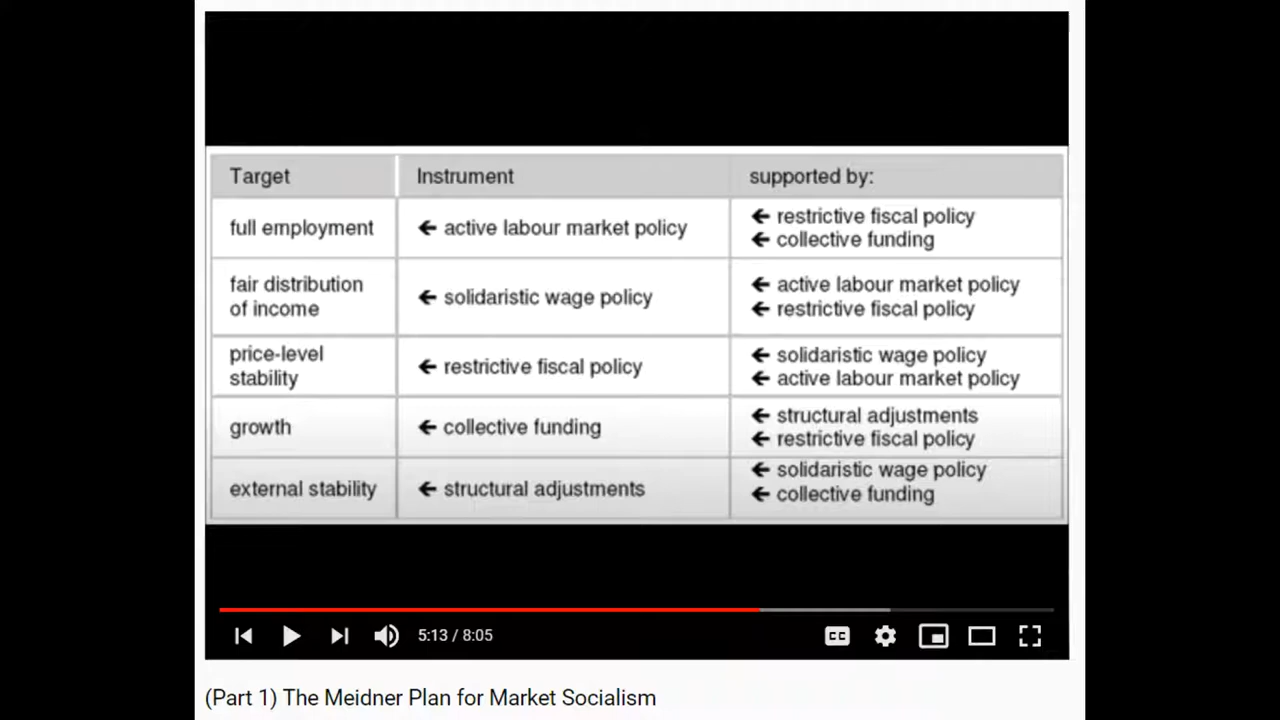 Target Instrument supported by:
full employment ← active labour market policy ← restrictive fiscal policy
← collective funding
fair distribution
of income ← solidaristic wage policy ← active labour market policy
← restrictive fiscal policy
price-level
stability ← restrictive fiscal policy ← solidaristic wage policy
← active labour market policy
growth ← collective funding ← structural adjustments
← restrictive fiscal policy
external stability ← structural adjustments ← solidaristic wage policy
← collective funding
5:13 / 8:05 CC
(Part 1) The Meidner Plan for Market Socialism